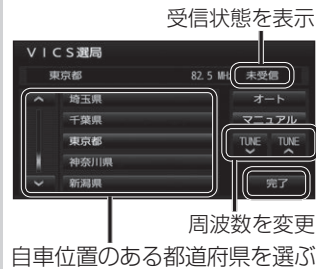 受信状態を表示
VICS選局
東京都 82.5 MHz 未受信
埼玉県 オート
千葉県 マニュアル
東京都 TUNE TUNE
神奈川県
新潟県 完了
周波数を変更
自車位置のある都道府県を選ぶ